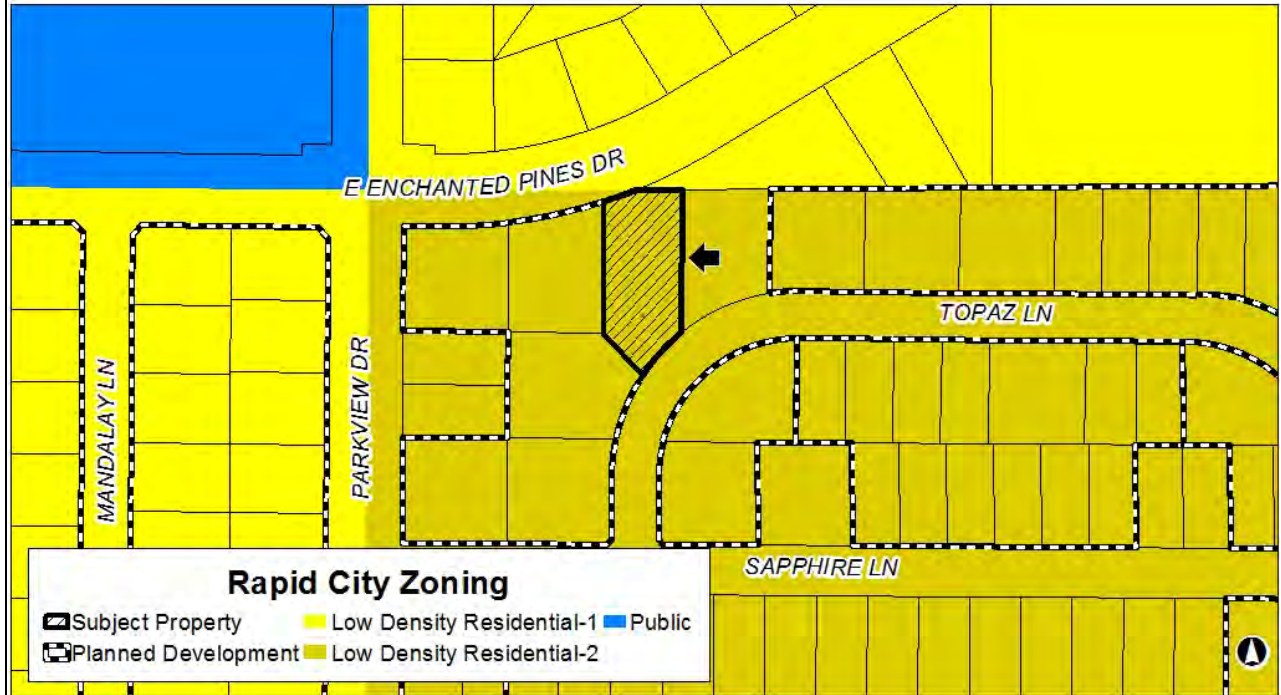 E ENCHANTED PINES DR
TOPAZ LN
MANDALAY LN
PARKVIEW DR
SAPPHIRE LN
Rapid City Zoning
Subject Property
Low Density Residential-1
Public
Planned Development
Low Density Residential-2